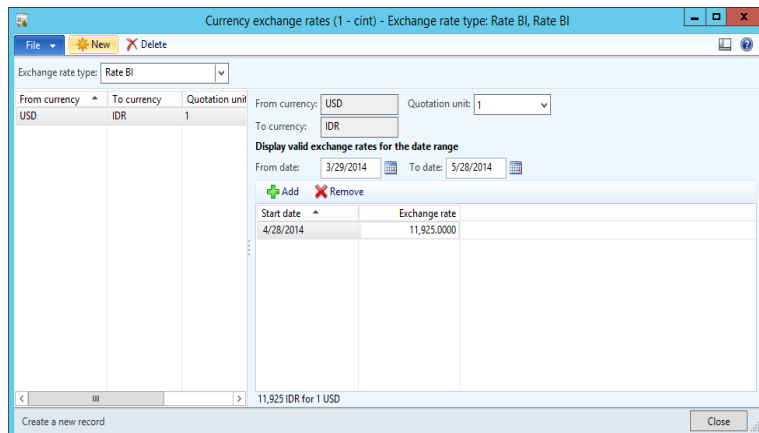 Currency exchange rates (1 - cint) - Exchange rate type: Rate BI, Rate BI
File New Delete
Exchange rate type: Rate BI
From currency To currency Quotation unit
USD IDR 1
From currency: USD Quotation unit: 1
To currency: IDR
Display valid exchange rates for the date range
From date: 3/29/2014 To date: 5/28/2014
Add Remove
Start date Exchange rate
4/28/2014 11,925.0000
11,925 IDR for 1 USD
Create a new record Close